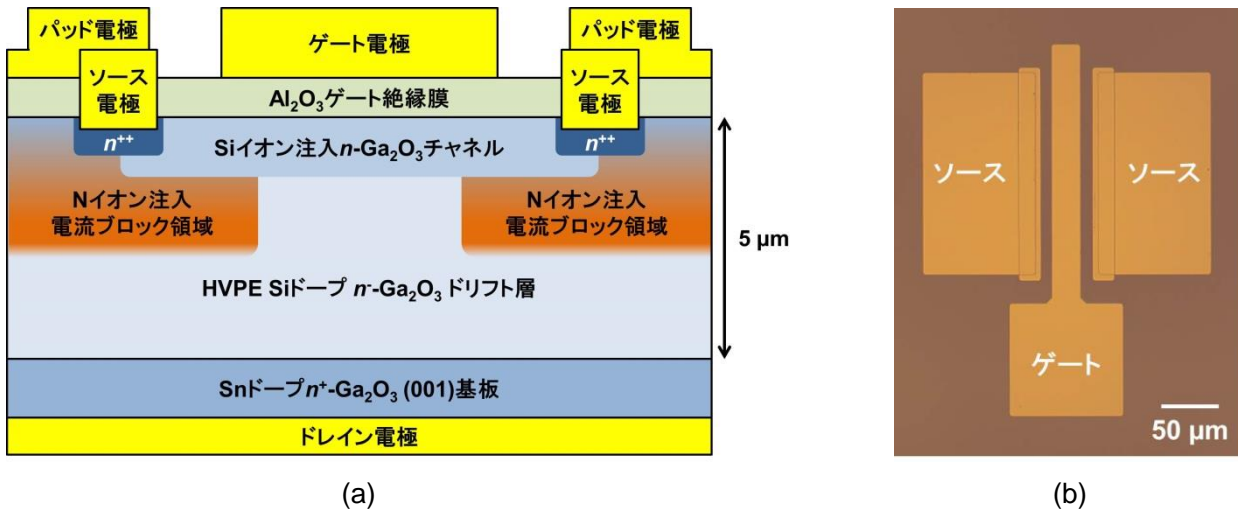 パッド電極
ゲート電極
パッド電極
ソース
電極
ソース
電極
Al₂O₃ゲート絶縁膜
n⁺⁺
n⁺⁺
Siイオン注入n-Ga₂O₃チャネル
Nイオン注入
電流ブロック領域
Nイオン注入
電流ブロック領域
5 µm
HVPE Siドープ n⁻-Ga₂O₃ ドリフト層
Snドープn⁺-Ga₂O₃ (001)基板
ドレイン電極
(a)
ソース
ソース
ゲート
50 µm
(b)